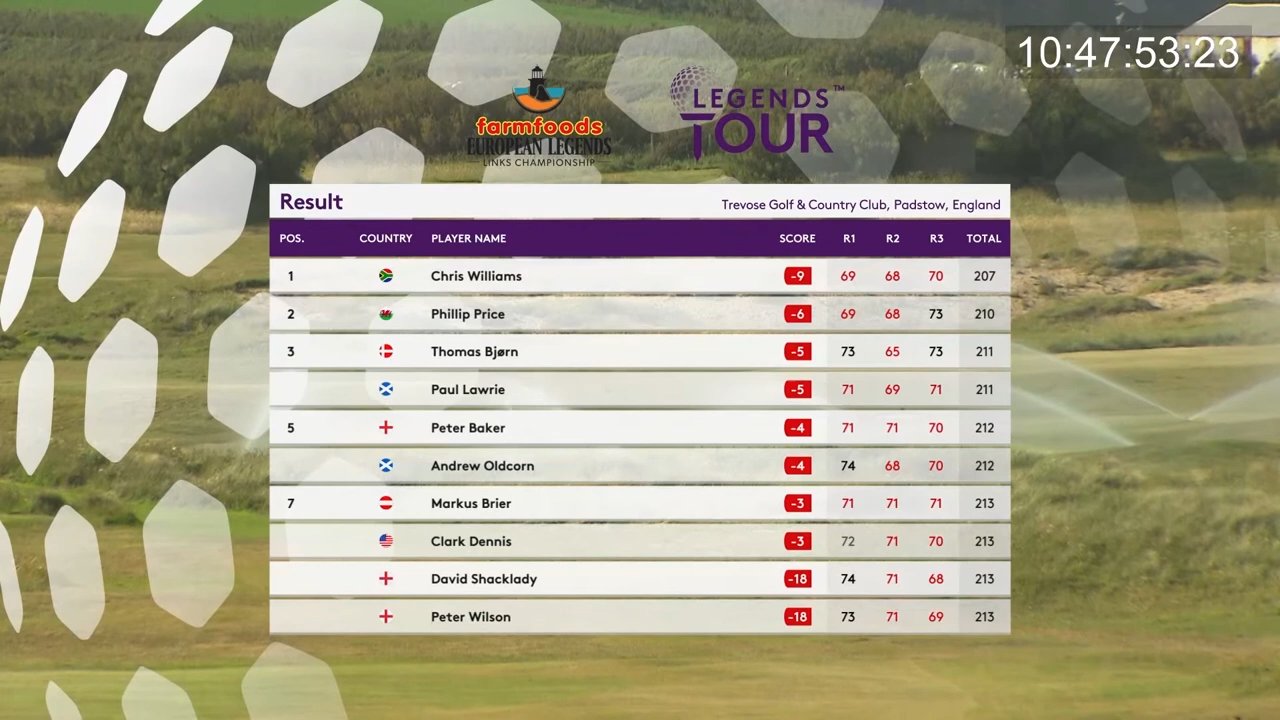 10:47:53:23
farmfoods
EUROPEAN LEGENDS
LINKS CHAMPIONSHIP
LEGENDS™
TOUR
Result
Trevose Golf & Country Club, Padstow, England
POS. COUNTRY PLAYER NAME SCORE R1 R2 R3 TOTAL
1 Chris Williams -9 69 68 70 207
2 Phillip Price -6 69 68 73 210
3 Thomas Bjørn -5 73 65 73 211
Paul Lawrie -5 71 69 71 211
5 Peter Baker -4 71 71 70 212
Andrew Oldcorn -4 74 68 70 212
7 Markus Brier -3 71 71 71 213
Clark Dennis -3 72 71 70 213
David Shacklady -18 74 71 68 213
Peter Wilson -18 73 71 69 213